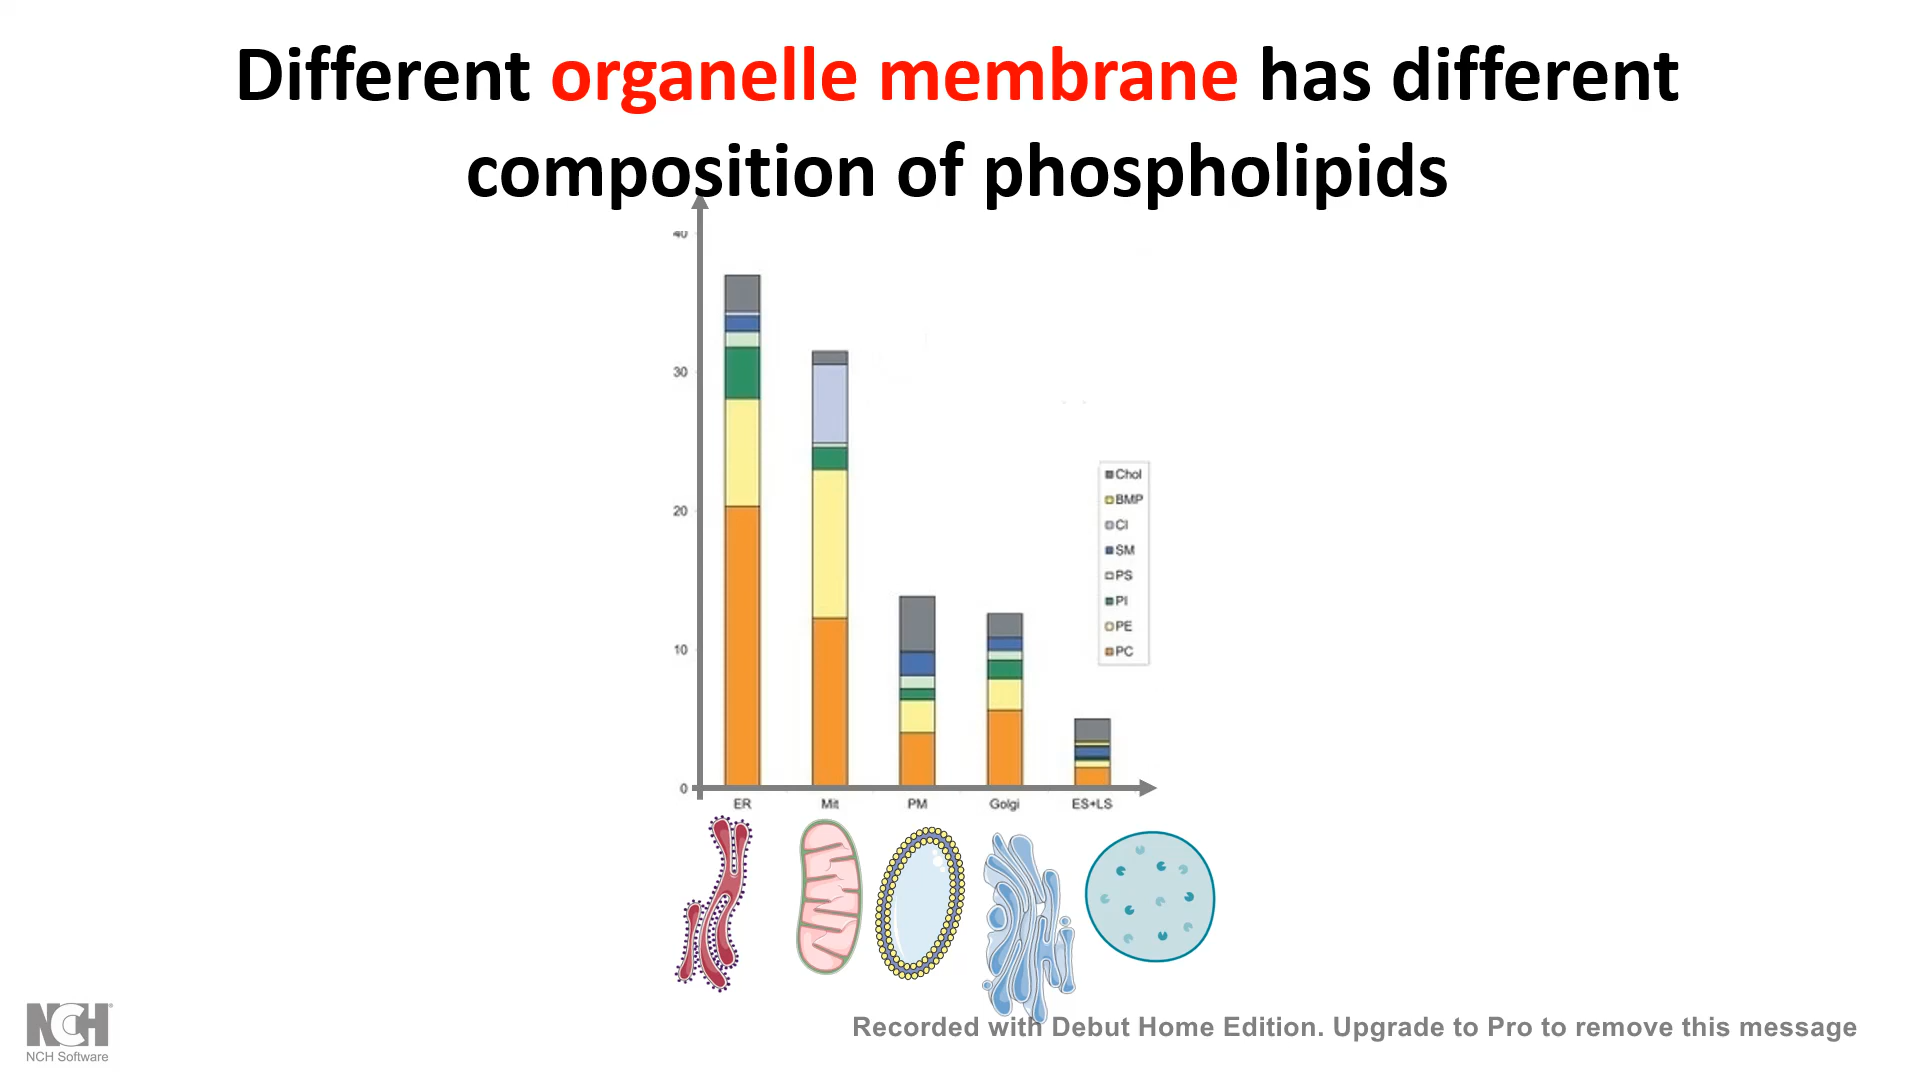 Different organelle membrane has different
composition of phospholipids
40
30
20
10
0
ER Mit PM Golgi ES+LS
Chol
BMP
Cl
SM
PS
PI
PE
PC
NCH
NCH Software
Recorded with Debut Home Edition. Upgrade to Pro to remove this message